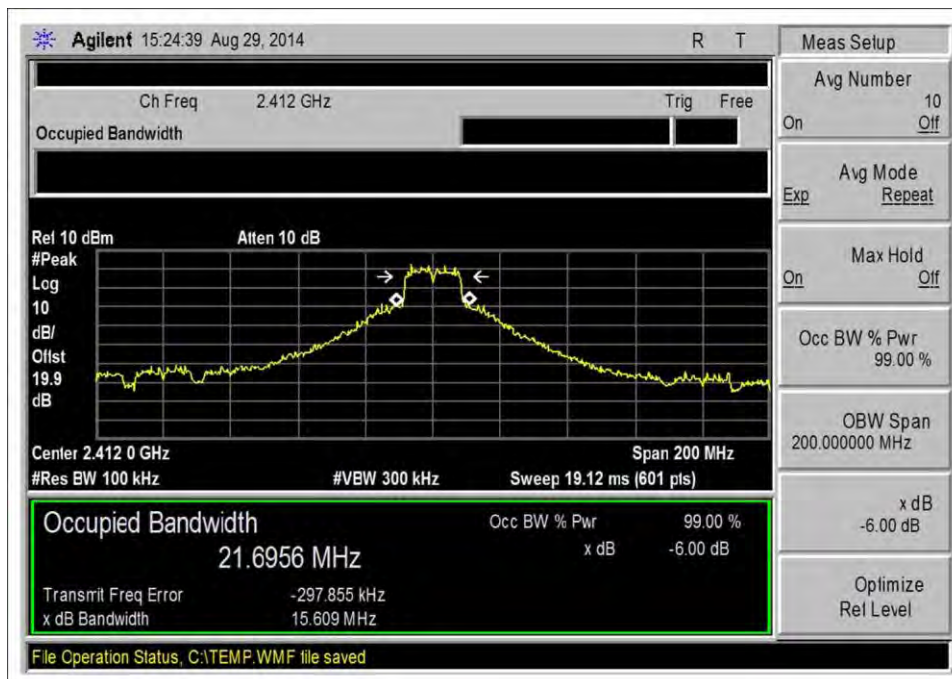 Agilent 15:24:39 Aug 29, 2014 R T
Ch Freq 2.412 GHz Trig Free
Occupied Bandwidth
Ref 10 dBm Atten 10 dB
#Peak
Log
10
dB/
Offst
19.9
dB
Center 2.412 0 GHz Span 200 MHz
#Res BW 100 kHz #VBW 300 kHz Sweep 19.12 ms (601 pts)
Occupied Bandwidth Occ BW % Pwr 99.00 %
21.6956 MHz x dB -6.00 dB
Transmit Freq Error -297.855 kHz
x dB Bandwidth 15.609 MHz
File Operation Status, C:\TEMP.WMF file saved
Meas Setup
Avg Number
10
On Off
Avg Mode
Exp Repeat
Max Hold
On Off
Occ BW % Pwr
99.00 %
OBW Span
200.000000 MHz
x dB
-6.00 dB
Optimize
Ref Level